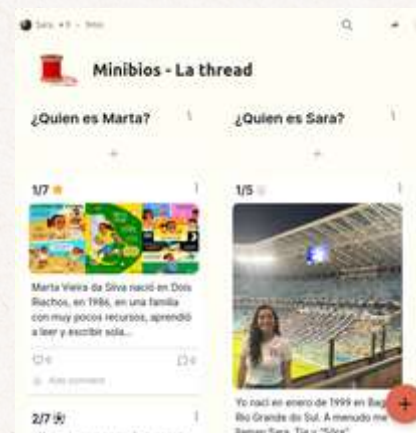 Minibios - La thread
¿Quien es Marta?
¿Quien es Sara?
1/7
1/5
Marta Vieira da Silva nació en Dois
Riachos, en 1986, en una familia
con muy pocos recursos, aprendió
a leer y escribir sola...
Yo nací en enero de 1999 en
Rio Grande do Sul. A menudo me
2/7